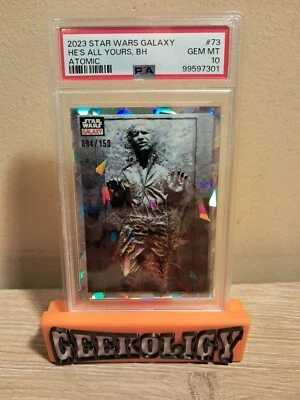 2023 STAR WARS GALAXY #73
HE'S ALL YOURS, BH GEM MT
ATOMIC 10
PSA 99597301
STAR
WARS
GALAXY
094/150
GEEKOLIGY